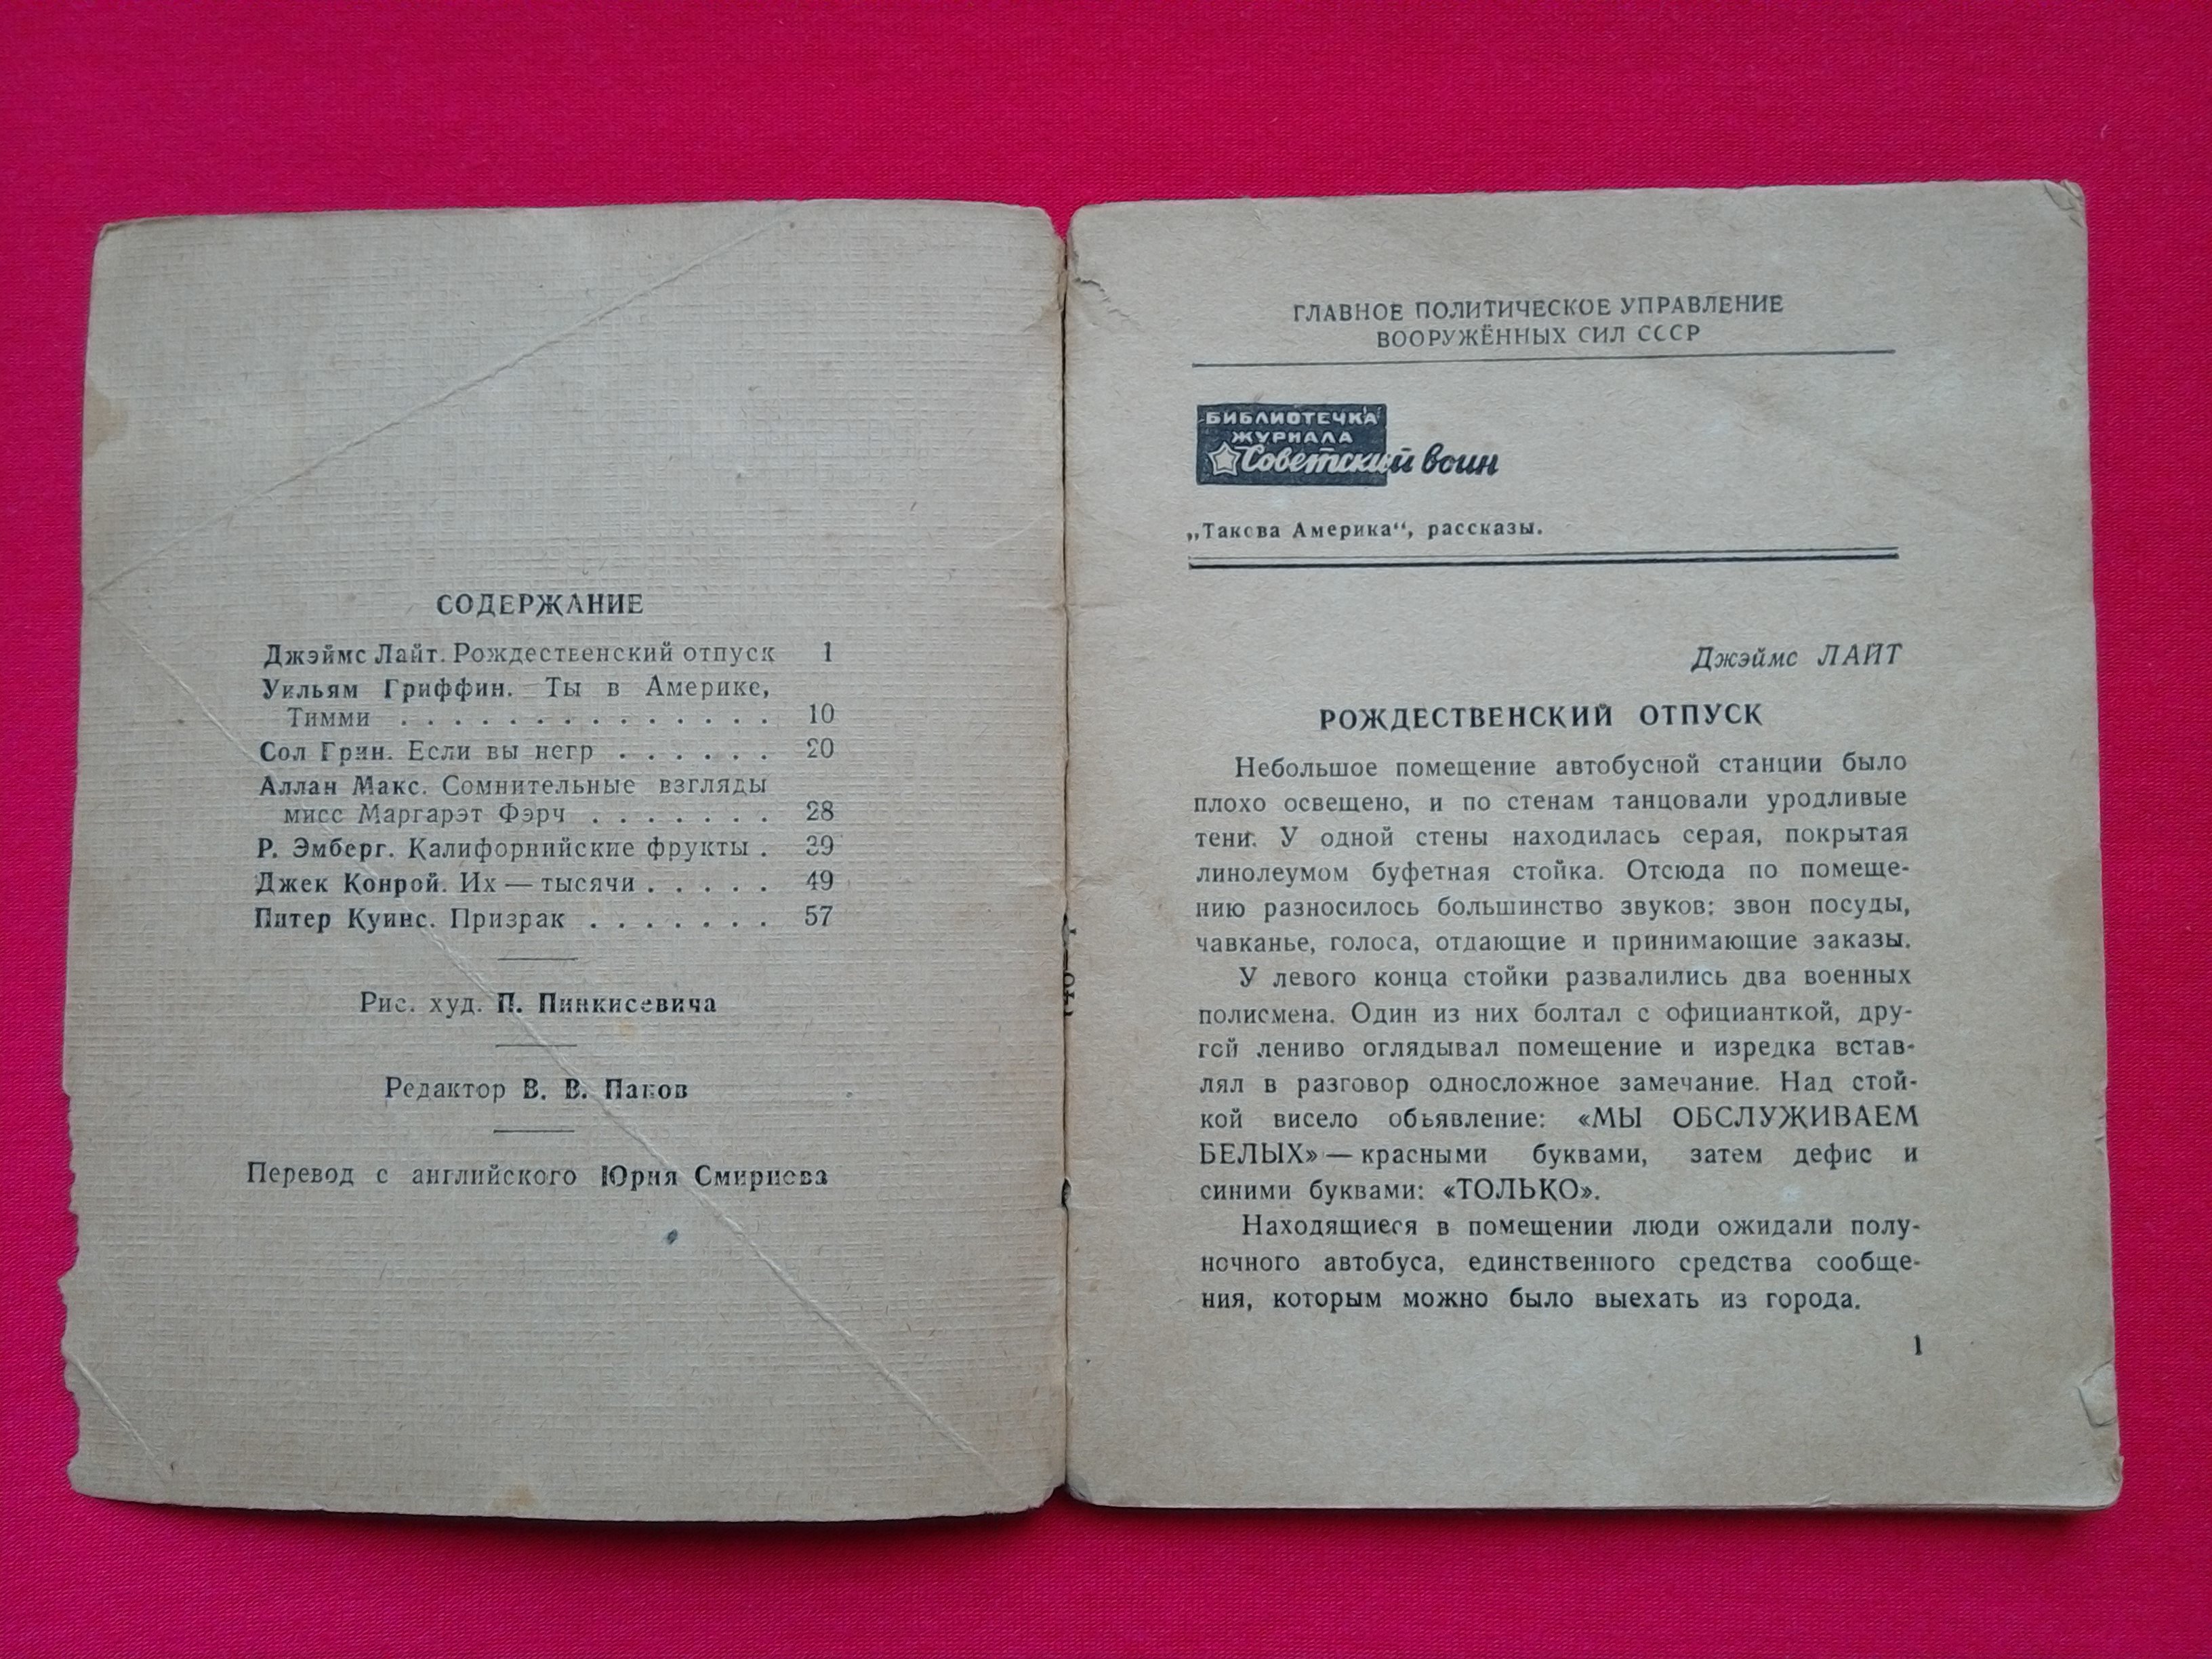 СОДЕРЖАНИЕ
Джэймс Лайт. Рождественский отпуск 1
Уильям Гриффин. Ты в Америке,
Тимми . . . . . . . . . . . . . . 10
Сол Грин. Если вы негр . . . . . . 20
Аллан Макс. Сомнительные взгляды
мисс Маргарэт Фэрч . . . . . . . 28
Р. Эмберг. Калифорнийские фрукты . 39
Джек Конрой. Их — тысячи . . . . . 49
Питер Куинс. Призрак . . . . . . . 57
Рис. худ. П. Пинкисевича
Редактор В. В. Панов
Перевод с английского Юрия Смирнова
ГЛАВНОЕ ПОЛИТИЧЕСКОЕ УПРАВЛЕНИЕ
ВООРУЖЁННЫХ СИЛ СССР
БИБЛИОТЕЧКА
ЖУРНАЛА
Советский воин
„Такова Америка“, рассказы.
Джэймс ЛАЙТ
РОЖДЕСТВЕНСКИЙ ОТПУСК
Небольшое помещение автобусной станции было
плохо освещено, и по стенам танцовали уродливые
тени. У одной стены находилась серая, покрытая
линолеумом буфетная стойка. Отсюда по помеще-
нию разносилось большинство звуков: звон посуды,
чавканье, голоса, отдающие и принимающие заказы.
У левого конца стойки развалились два военных
полисмена. Один из них болтал с официанткой, дру-
гой лениво оглядывал помещение и изредка встав-
лял в разговор односложное замечание. Над стой-
кой висело объявление: «МЫ ОБСЛУЖИВАЕМ
БЕЛЫХ» — красными буквами, затем дефис и
синими буквами: «ТОЛЬКО».
Находящиеся в помещении люди ожидали полу-
ночного автобуса, единственного средства сообще-
ния, которым можно было выехать из города.
1